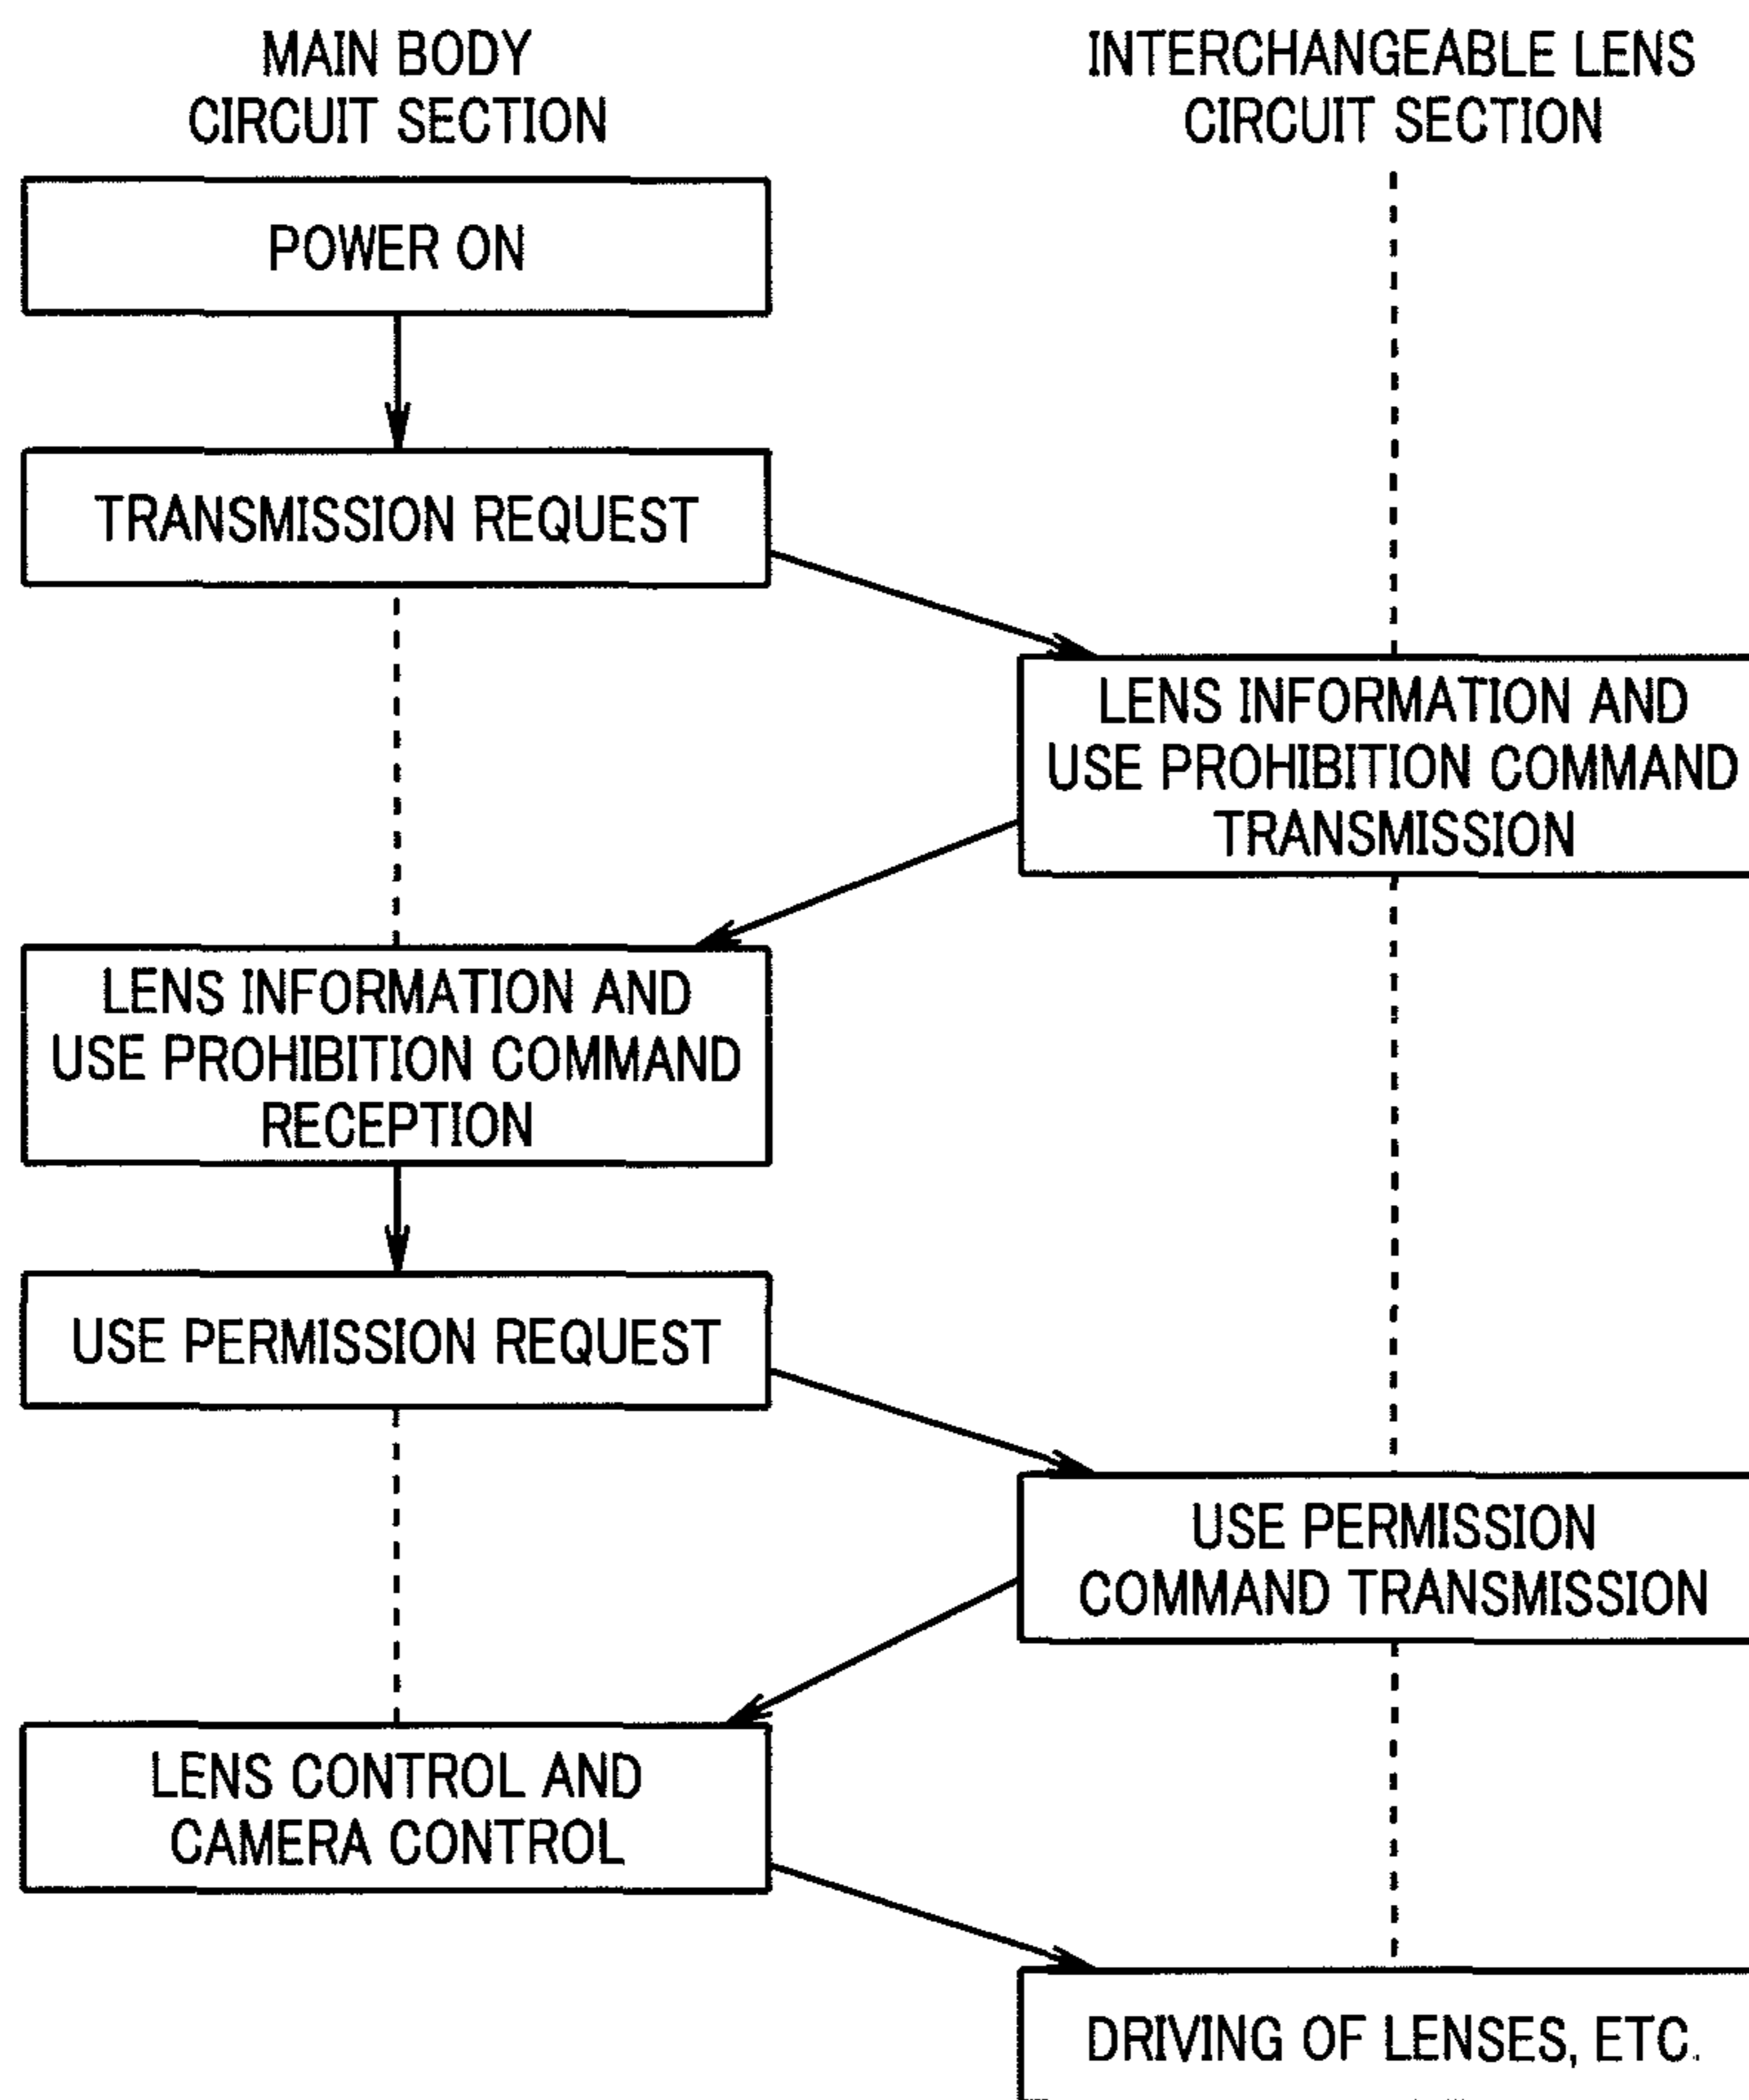 MAIN BODY
CIRCUIT SECTION
INTERCHANGEABLE LENS
CIRCUIT SECTION
POWER ON
TRANSMISSION REQUEST
LENS INFORMATION AND
USE PROHIBITION COMMAND
TRANSMISSION
LENS INFORMATION AND
USE PROHIBITION COMMAND
RECEPTION
USE PERMISSION REQUEST
USE PERMISSION
COMMAND TRANSMISSION
LENS CONTROL AND
CAMERA CONTROL
DRIVING OF LENSES, ETC.